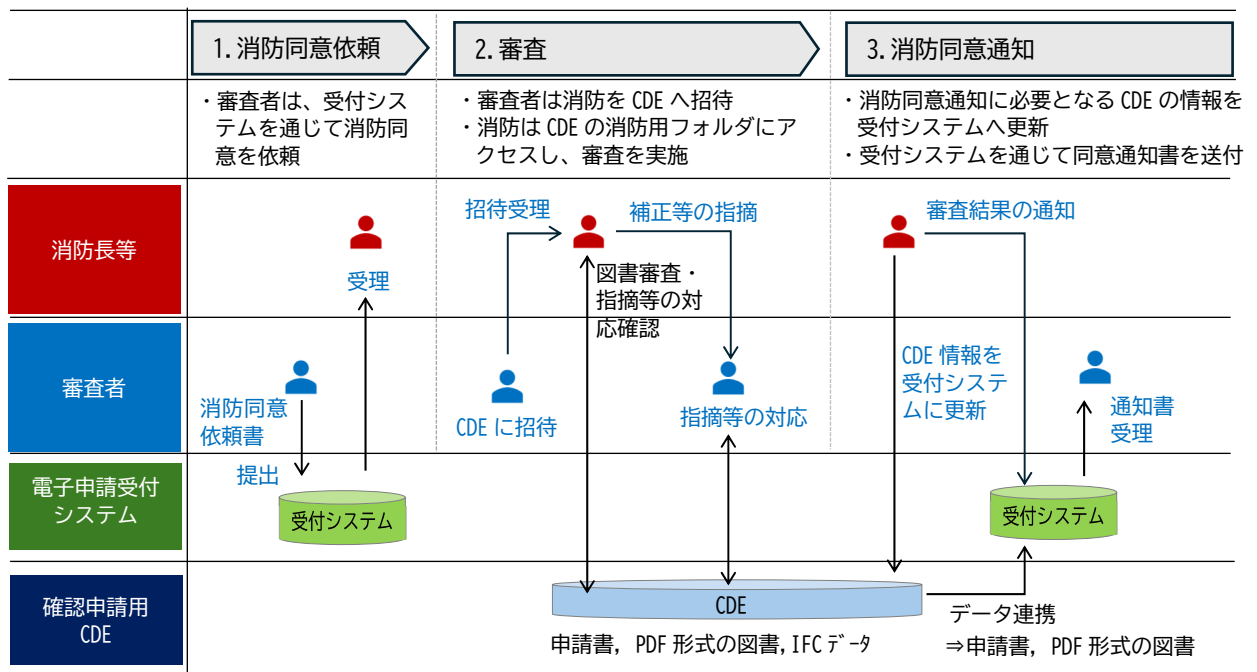 1.消防同意依頼
2.審査
3.消防同意通知
・審査者は、受付シス
テムを通じて消防同
意を依頼
・審査者は消防を CDE へ招待
・消防は CDE の消防用フォルダにア
クセスし、審査を実施
・消防同意通知に必要となる CDE の情報を
受付システムへ更新
・受付システムを通じて同意通知書を送付
消防長等
受理
招待受理
補正等の指摘
図書審査・
指摘等の対
応確認
審査結果の通知
審査者
消防同意
依頼書
CDE に招待
指摘等の対応
CDE 情報を
受付システ
ムに更新
通知書
受理
電子申請受付
システム
提出
受付システム
受付システム
確認申請用
CDE
CDE
申請書, PDF 形式の図書, IFC データ
データ連携
⇒申請書, PDF 形式の図書